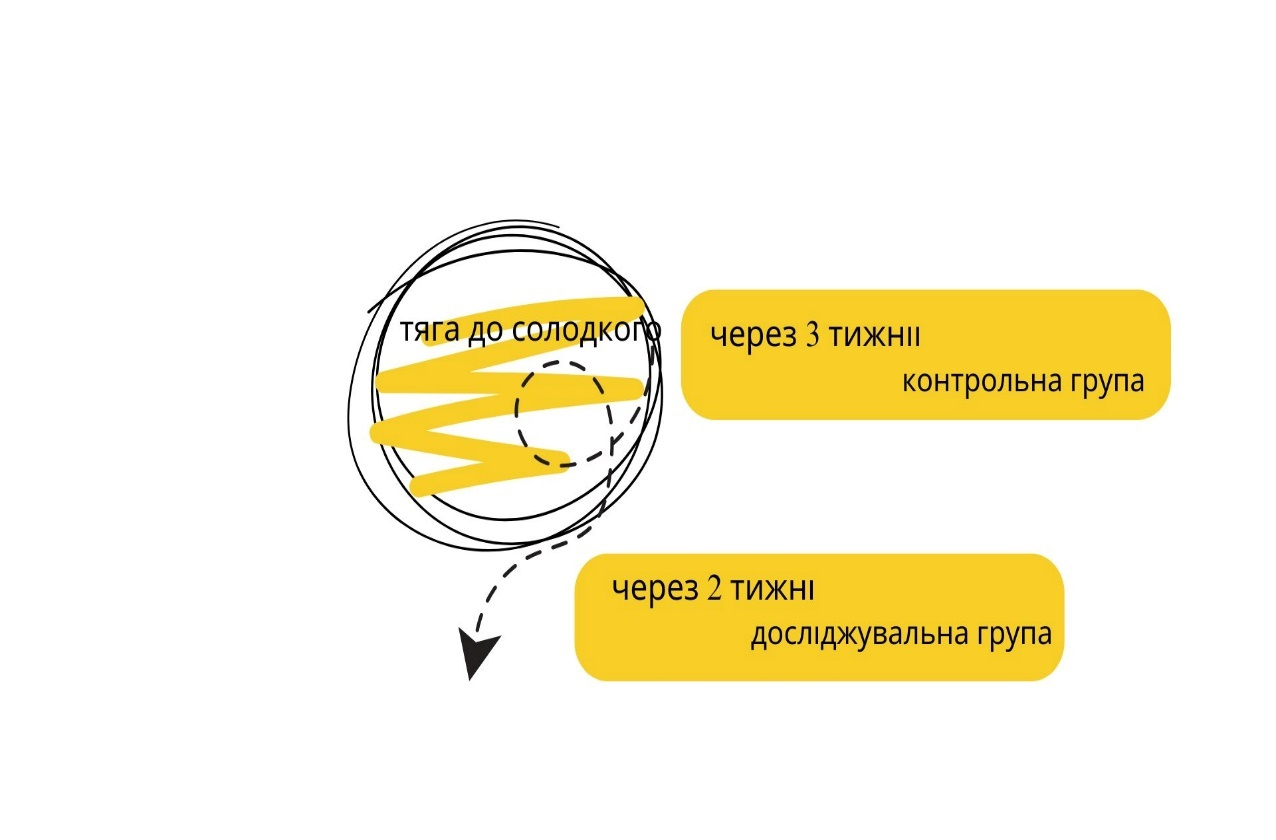 тяга до солодкого
через 3 тижніі
контрольна група
через 2 тижні
досліджувальна група